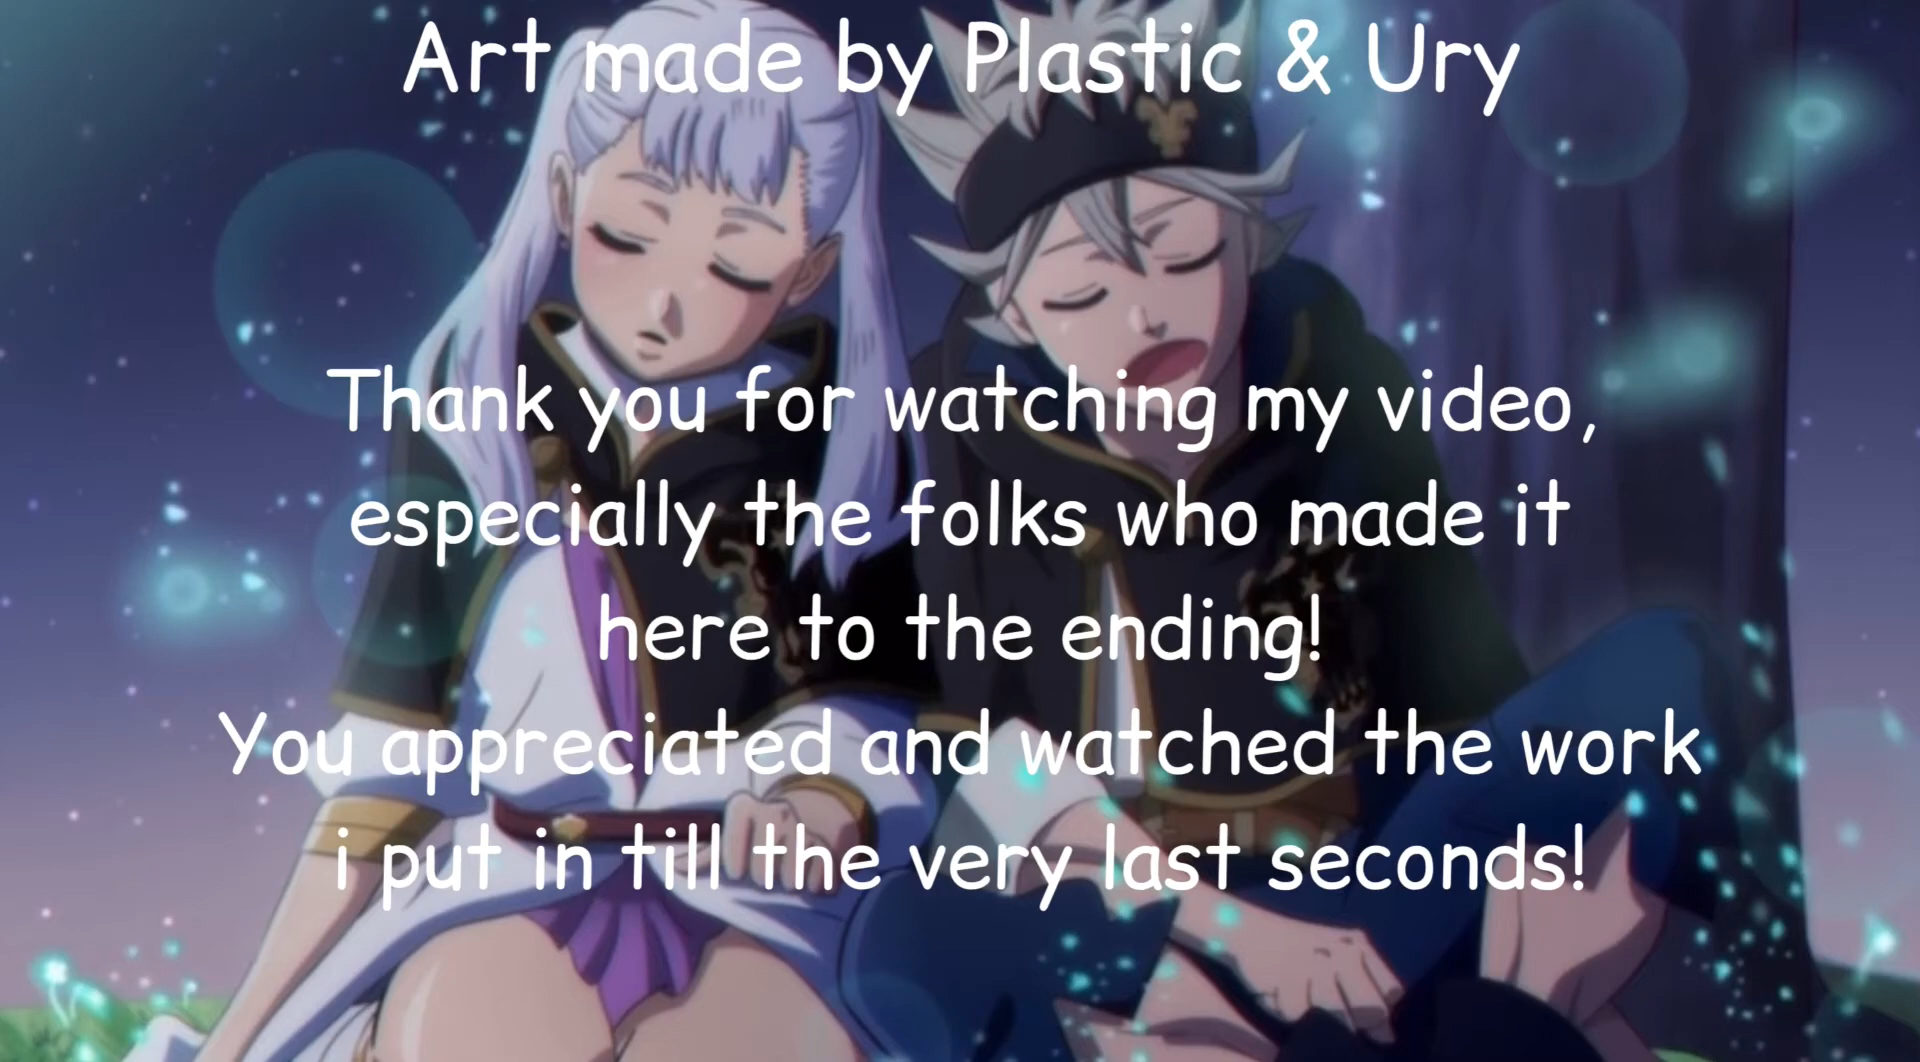 Art made by Plastic & Ury
Thank you for watching my video,
especially the folks who made it
here to the ending!
You appreciated and watched the work
i put in till the very last seconds!